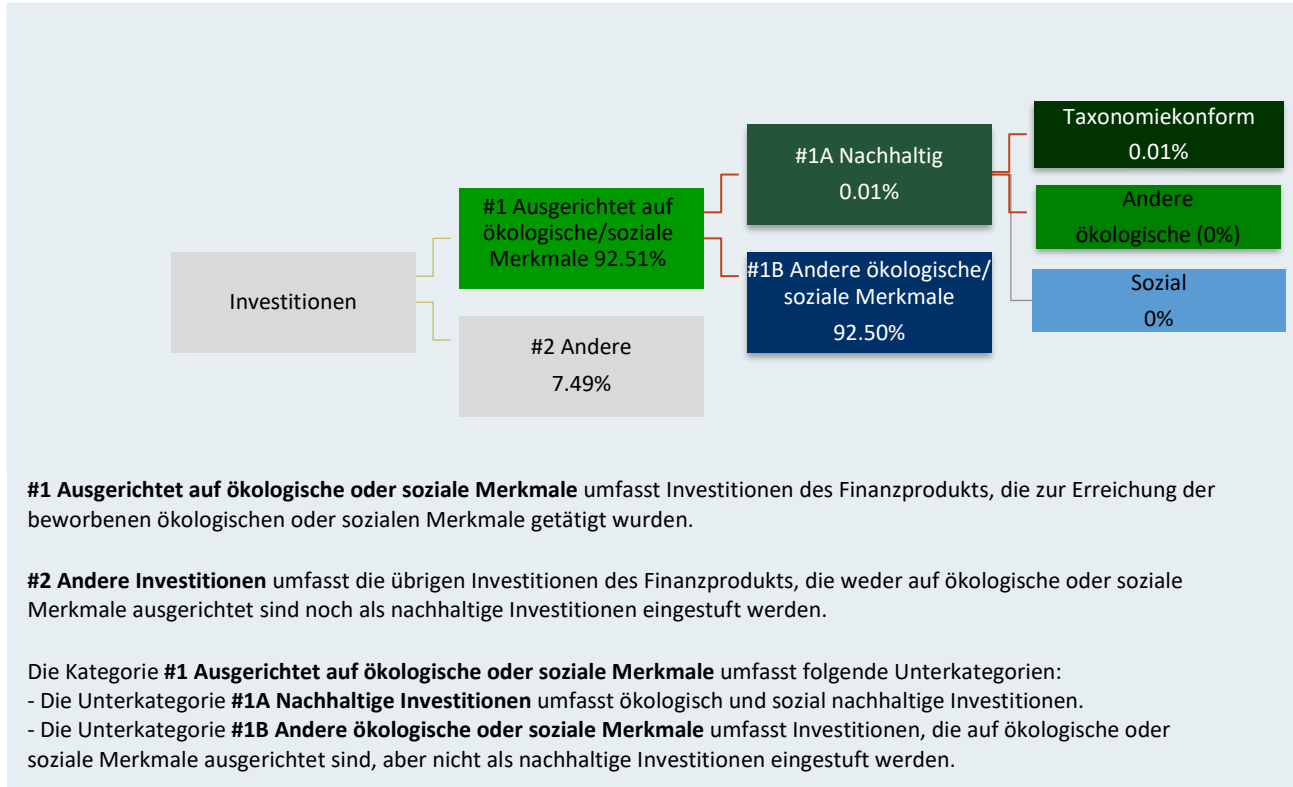 Investitionen
#1 Ausgerichtet auf
ökologische/soziale
Merkmale 92.51%
#2 Andere
7.49%
#1A Nachhaltig
0.01%
#1B Andere ökologische/
soziale Merkmale
92.50%
Taxonomiekonform
0.01%
Andere
ökologische (0%)
Sozial
0%
#1 Ausgerichtet auf ökologische oder soziale Merkmale umfasst Investitionen des Finanzprodukts, die zur Erreichung der
beworbenen ökologischen oder sozialen Merkmale getätigt wurden.
#2 Andere Investitionen umfasst die übrigen Investitionen des Finanzprodukts, die weder auf ökologische oder soziale
Merkmale ausgerichtet sind noch als nachhaltige Investitionen eingestuft werden.
Die Kategorie #1 Ausgerichtet auf ökologische oder soziale Merkmale umfasst folgende Unterkategorien:
- Die Unterkategorie #1A Nachhaltige Investitionen umfasst ökologisch und sozial nachhaltige Investitionen.
- Die Unterkategorie #1B Andere ökologische oder soziale Merkmale umfasst Investitionen, die auf ökologische oder
soziale Merkmale ausgerichtet sind, aber nicht als nachhaltige Investitionen eingestuft werden.